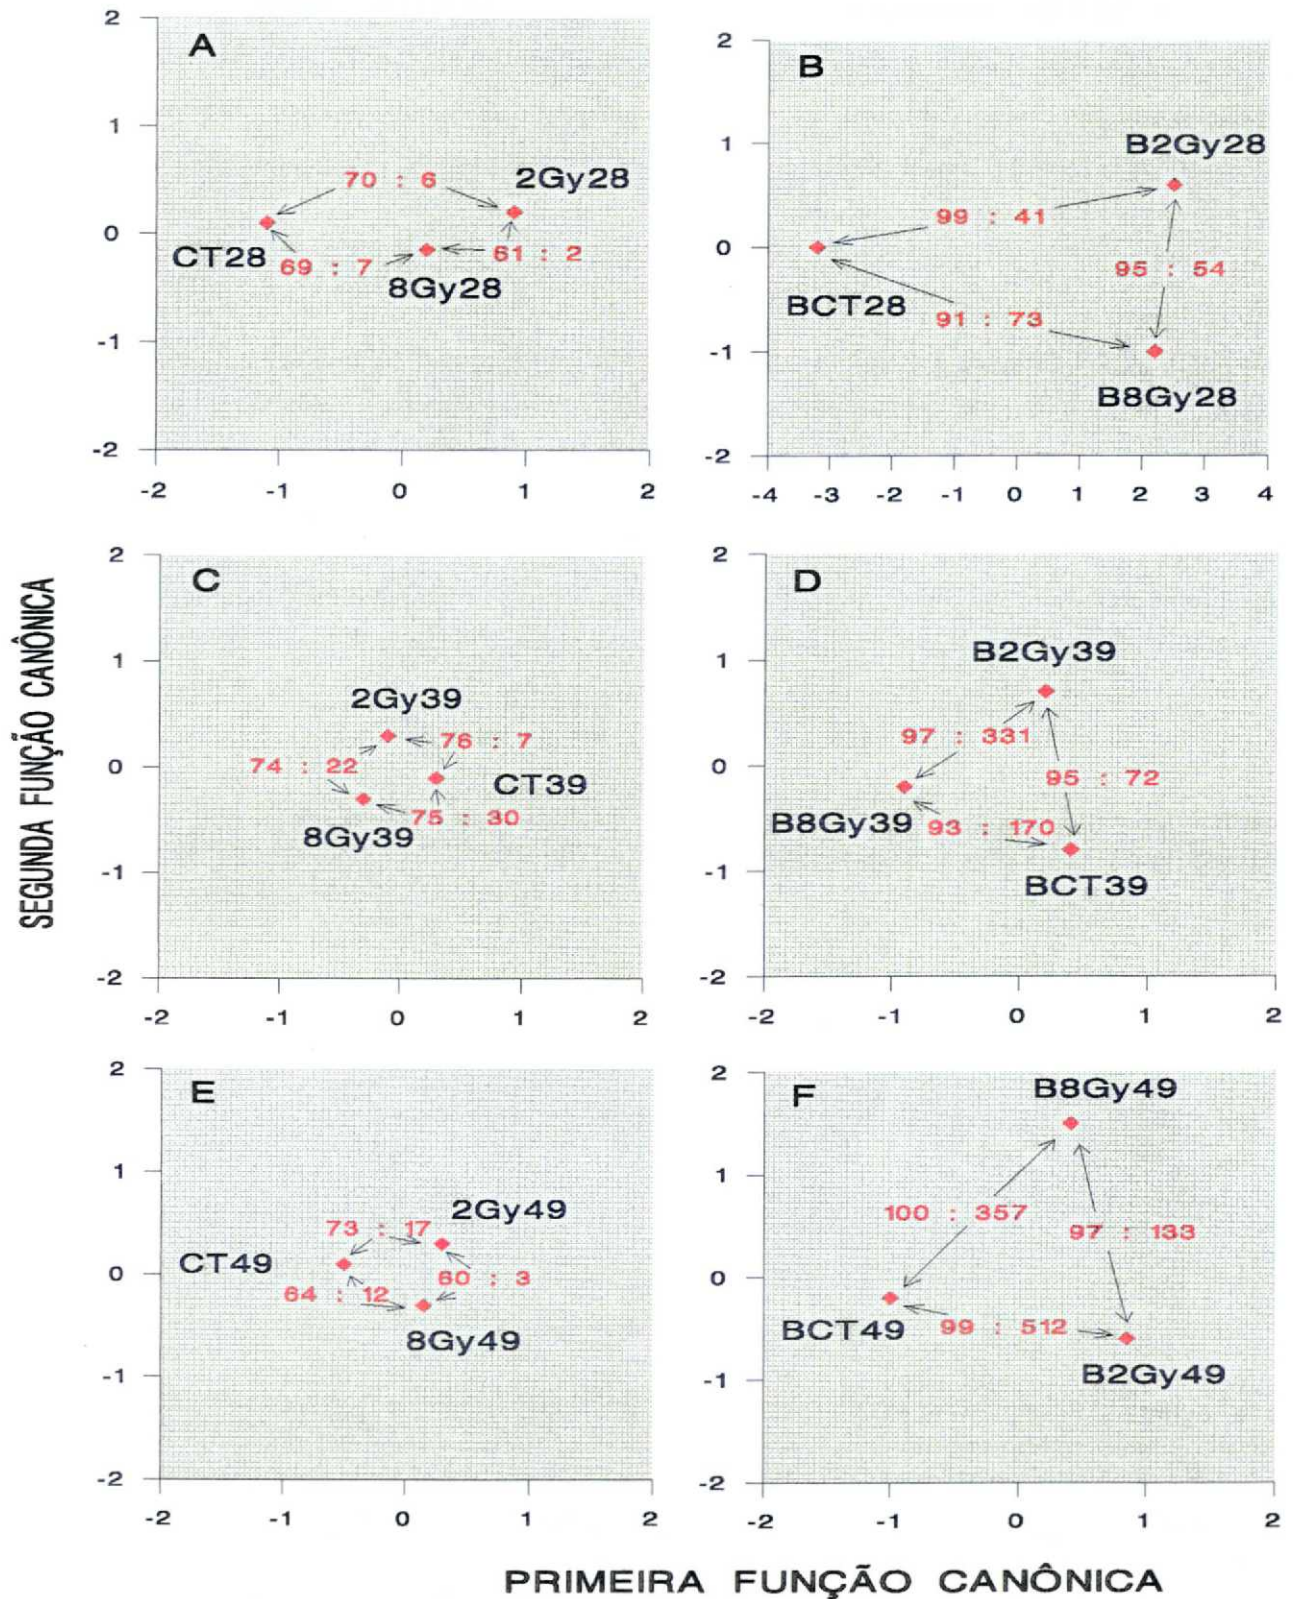 A
2
1
0
-1
-2
-2
-1
0
1
2
70 : 6
2Gy28
CT28
69 : 7
61 : 2
8Gy28
B
2
1
0
-1
-2
-4
-3
-2
-1
0
1
2
3
4
B2Gy28
99 : 41
95 : 54
BCT28
91 : 73
B8Gy28
SEGUNDA FUNÇÃO CANÔNICA
C
2
1
0
-1
-2
-2
-1
0
1
2
2Gy39
76 : 7
74 : 22
CT39
75 : 30
8Gy39
D
2
1
0
-1
-2
-2
-1
0
1
2
B2Gy39
97 : 331
95 : 72
B8Gy39
93 : 170
BCT39
E
2
1
0
-1
-2
-2
-1
0
1
2
2Gy49
73 : 17
CT49
60 : 3
64 : 12
8Gy49
F
2
1
0
-1
-2
-2
-1
0
1
2
B8Gy49
100 : 357
97 : 133
BCT49
99 : 512
B2Gy49
PRIMEIRA FUNÇÃO CANÔNICA